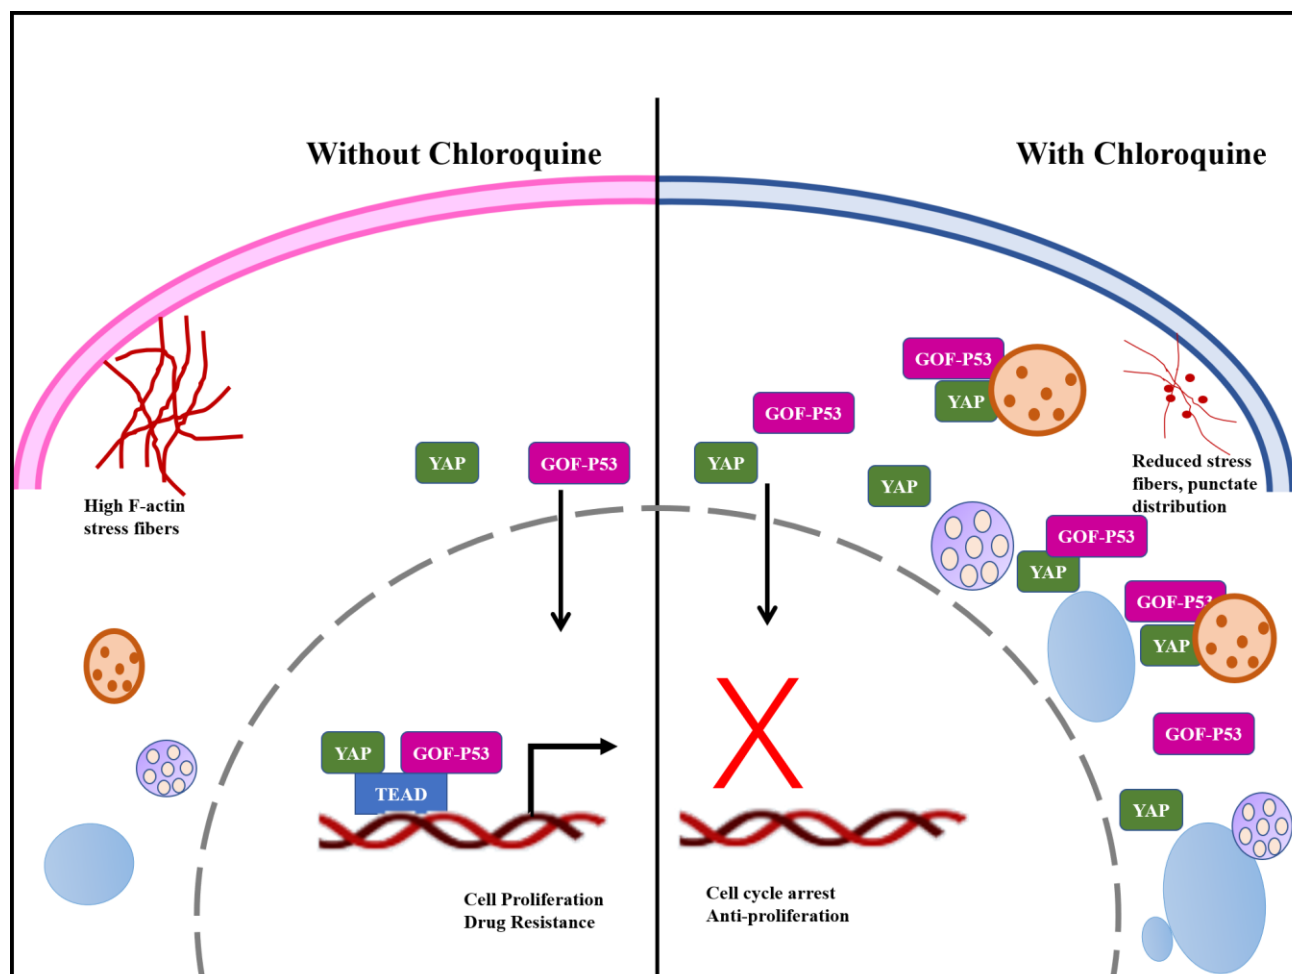 Without Chloroquine
With Chloroquine
High F-actin
stress fibers
YAP
GOF-P53
YAP
GOF-P53
TEAD
Cell Proliferation
Drug Resistance
GOF-P53
YAP
GOF-P53
YAP
YAP
Reduced stress
fibers, punctate
distribution
GOF-P53
YAP
GOF-P53
YAP
GOF-P53
YAP
Cell cycle arrest
Anti-proliferation